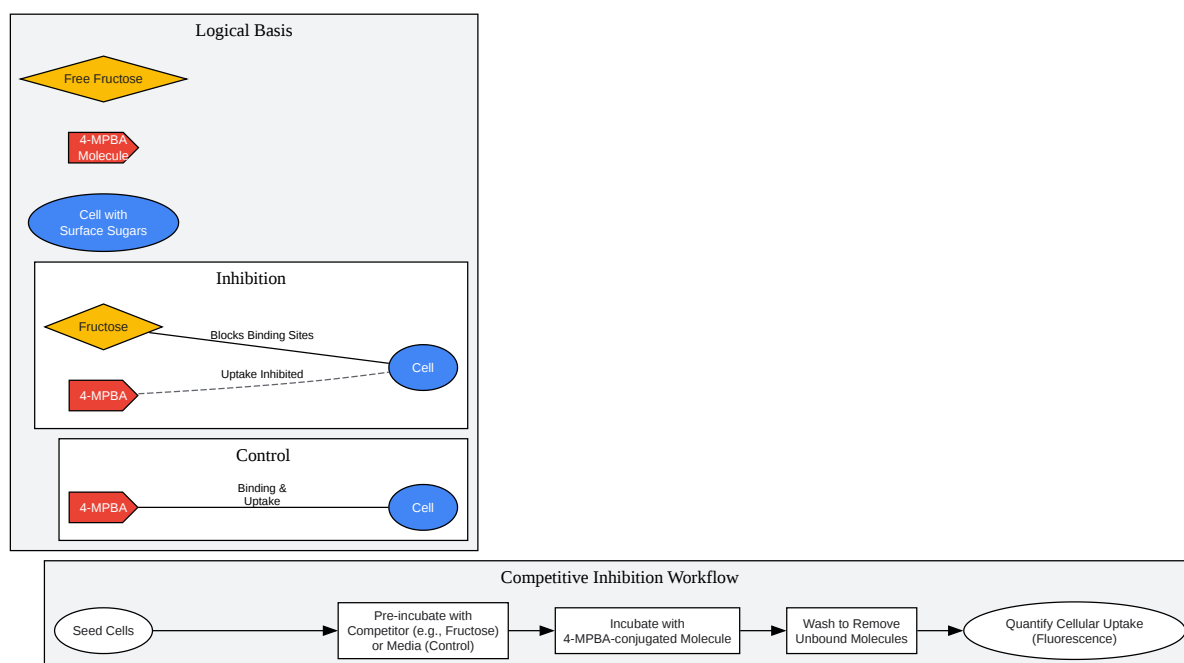 Logical Basis
Free Fructose
4-MPBA
Molecule
Cell with
Surface Sugars
Inhibition
Fructose
Blocks Binding Sites
Cell
Uptake Inhibited
4-MPBA
Control
Binding &
Uptake
4-MPBA
Cell
Competitive Inhibition Workflow
Seed Cells
Pre-incubate with
Competitor (e.g., Fructose)
or Media (Control)
Incubate with
4-MPBA-conjugated Molecule
Wash to Remove
Unbound Molecules
Quantify Cellular Uptake
(Fluorescence)